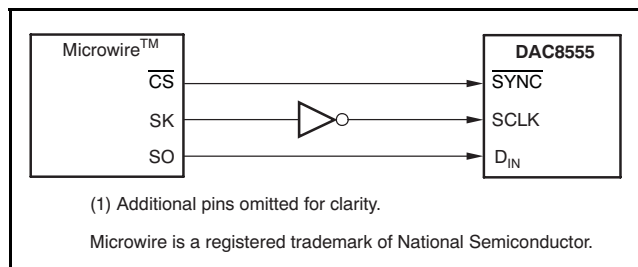 Microwire™
DAC8555
CS
SYNC
SK
SCLK
SO
DIN
(1) Additional pins omitted for clarity.
Microwire is a registered trademark of National Semiconductor.